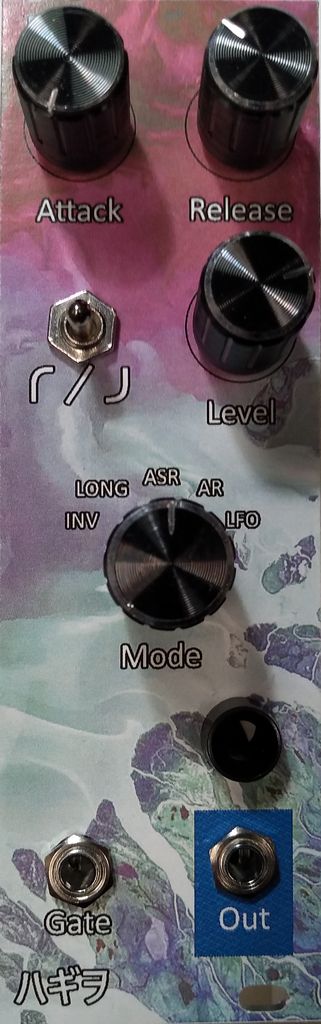 Attack
Release
Level
ASR
LONG
AR
INV
LFO
Mode
Gate
Out
ハギヲ